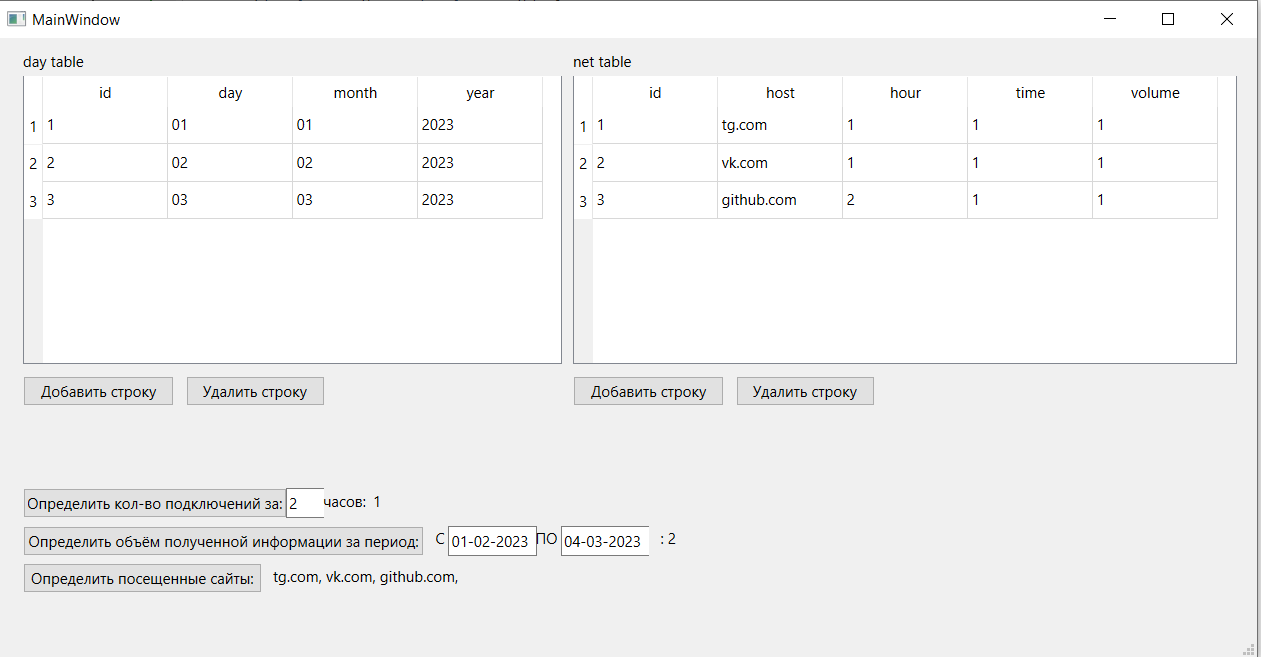 MainWindow
day table
id day month year
1 1 01 01 2023
2 2 02 02 2023
3 3 03 03 2023
Добавить строку Удалить строку
net table
id host hour time volume
1 1 tg.com 1 1 1
2 2 vk.com 1 1 1
3 3 github.com 2 1 1
Добавить строку Удалить строку
Определить кол-во подключений за: 2 часов: 1
Определить объём полученной информации за период: С 01-02-2023 ПО 04-03-2023 : 2
Определить посещенные сайты: tg.com, vk.com, github.com,